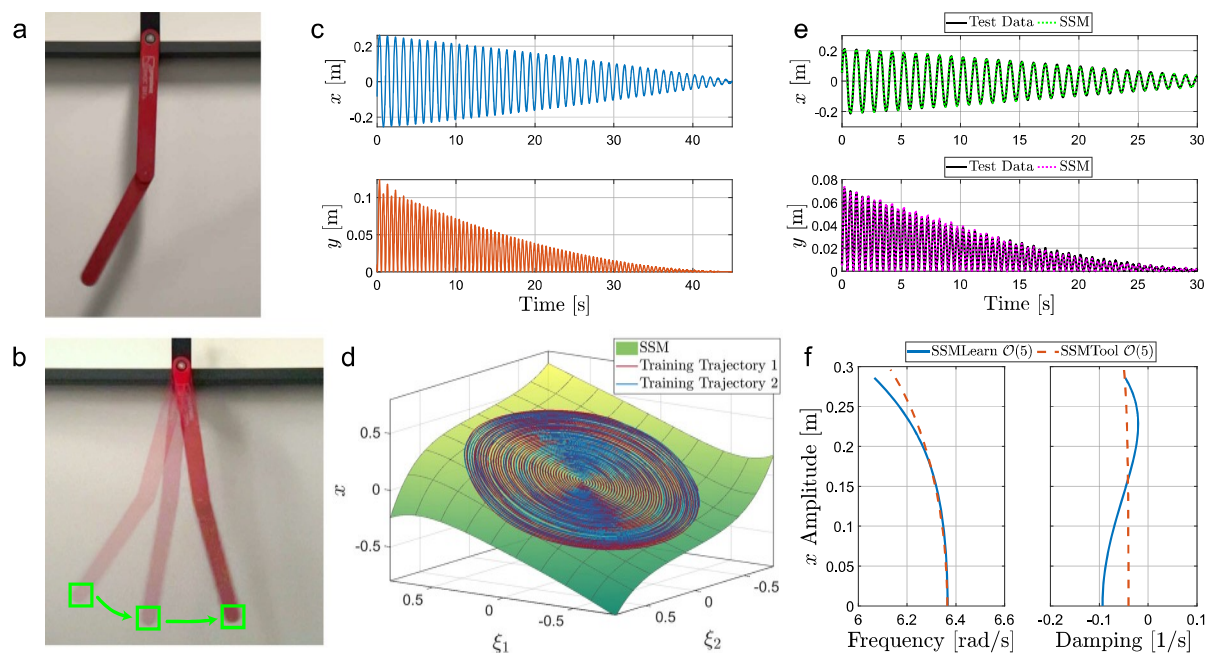 a
b
c
0.2
0
-0.2
x [m]
0 10 20 30 40
0.1
0.05
0
y [m]
0 10 20 30 40
Time [s]
d
SSM
Training Trajectory 1
Training Trajectory 2
0.5
0
-0.5
x
0.5 0 -0.5
ξ1
0.5 0 -0.5
ξ2
e
Test Data SSM
0.2
0
-0.2
x [m]
0 5 10 15 20 25 30
Test Data SSM
0.08
0.06
0.04
0.02
0
y [m]
0 5 10 15 20 25 30
Time [s]
f
SSMLearn O(5) SSMTool O(5)
0.3
0.25
0.2
0.15
0.1
0.05
0
x Amplitude [m]
6 6.2 6.4 6.6
Frequency [rad/s]
-0.2 -0.1 0 0.1
Damping [1/s]